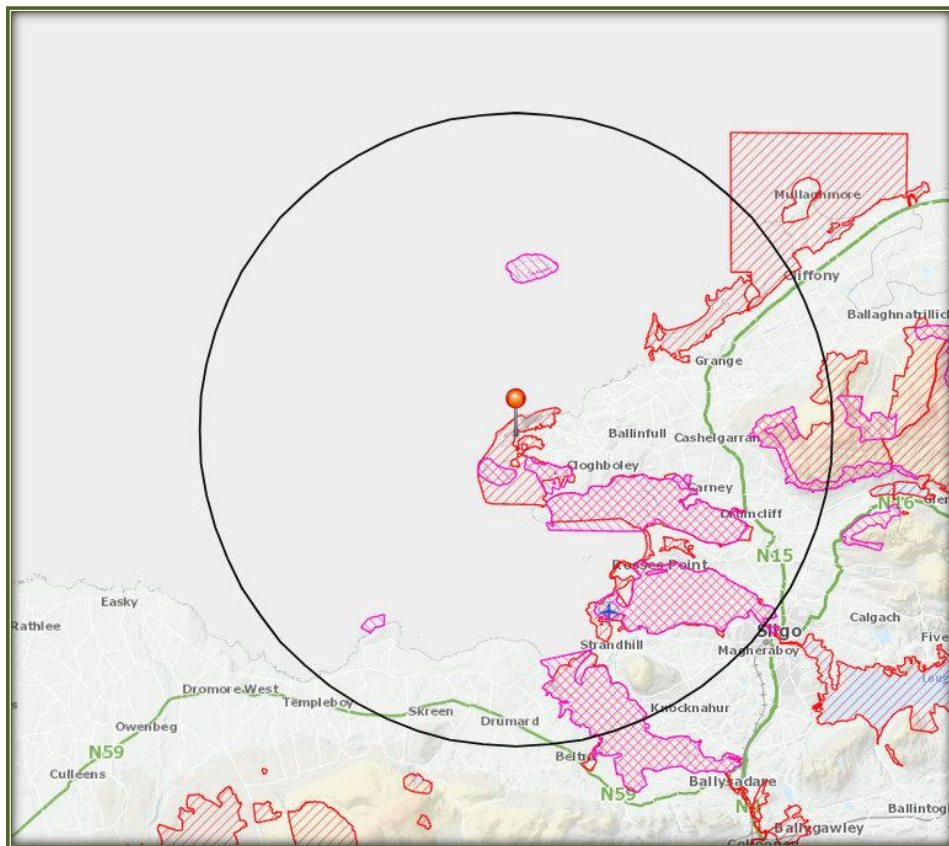 Mullaghmore
Cliffony
Ballaghnatrillick
Grange
Ballinfull
Cashelgarran
Cloghboley
Carney
Drumcliff
N16
N15
Rosses Point
Easky
Rathlee
Calgach
Sligo
Magheraboy
Strandhill
Dromore West
Templeboy
Skreen
Knocknahur
Drumard
Owenbeg
N59
Beltra
Culleens
Ballysadare
N59
Ballygawley